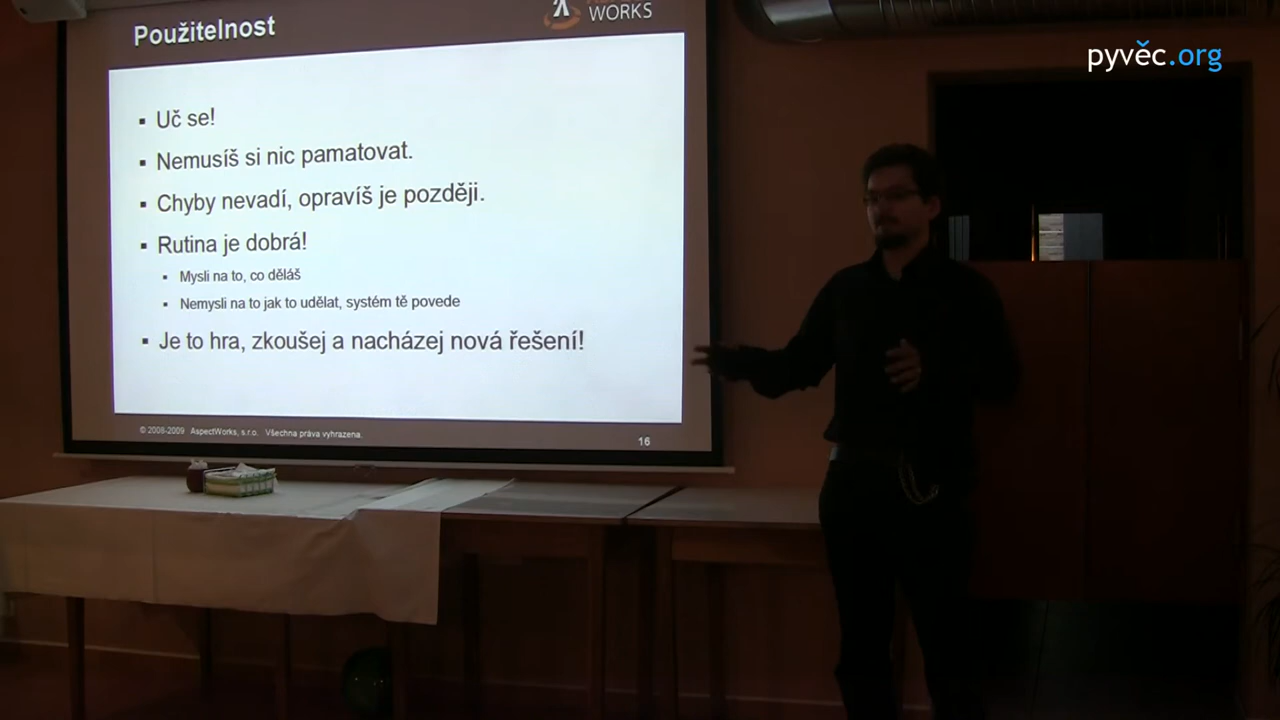 Použitelnost
WORKS
pyvěc.org
Uč se!
Nemusíš si nic pamatovat.
Chyby nevadí, opravíš je později.
Rutina je dobrá!
Mysli na to, co děláš
Nemysli na to jak to udělat, systém tě povede
Je to hra, zkoušej a nacházej nová řešení!
© 2008-2009 AspectWorks, s.r.o. Všechna práva vyhrazena.
16